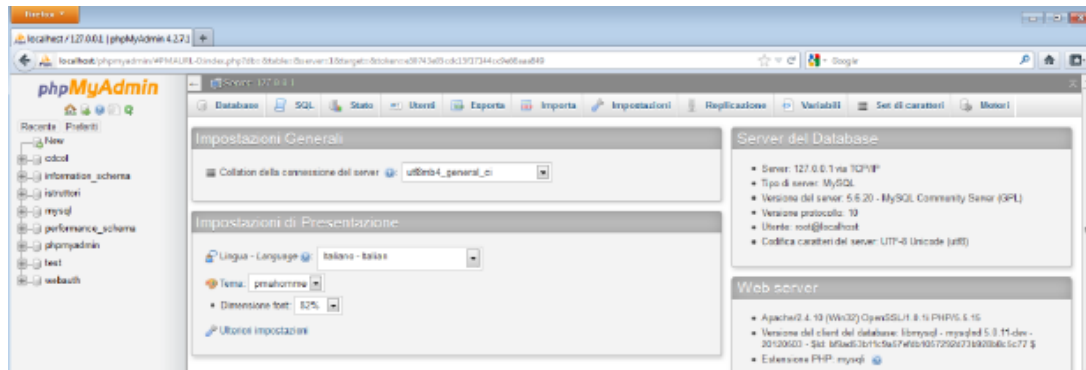 Firefox
localhost / 127.0.0.1 | phpMyAdmin 4.2.7.1
Google
phpMyAdmin
Recente Preferiti
New
cdcol
information_schema
istruttori
mysql
performance_schema
phpmyadmin
test
webauth
Server: 127.0.0.1
Database SQL Stato Utenti Esporta Importa Impostazioni Replicazione Variabili Set di caratteri Motori
Impostazioni Generali
Collation della connessione del server : utf8mb4_general_ci
Impostazioni di Presentazione
Lingua - Language : Italiano - Italian
Tema: pmahomme
• Dimensione font: 82%
Ulteriori impostazioni
Server del Database
• Server: 127.0.0.1 via TCP/IP
• Tipo di server: MySQL
• Versione del server: 5.6.20 - MySQL Community Server (GPL)
• Versione protocollo: 10
• Utente: root@localhost
• Codifica caratteri del server: UTF-8 Unicode (utf8)
Web server
• Apache/2.4.10 (Win32) OpenSSL/1.0.1i PHP/5.5.15
• Versione del client del database: libmysql - mysqlnd 5.0.11-dev -
20120503 - $Id:
• Estensione PHP: mysqli